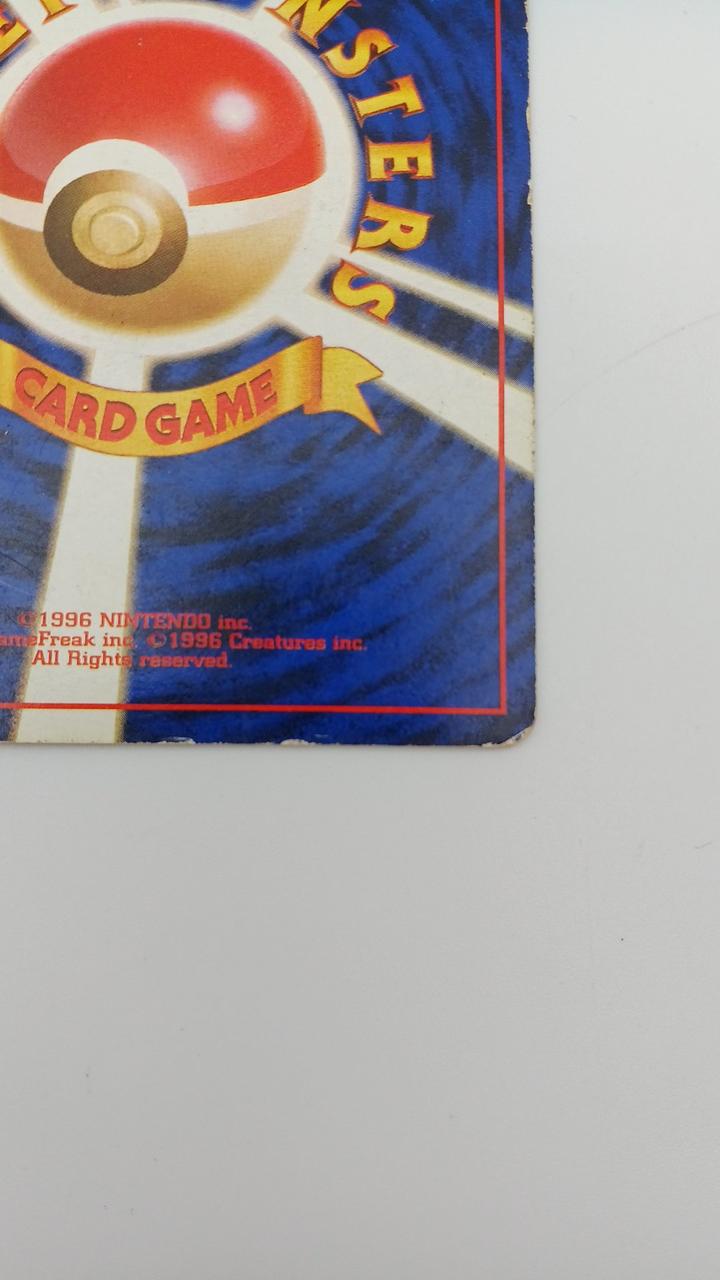 NSTERS
CARD GAME
©1996 NINTENDO inc.
ameFreak inc. ©1996 Creatures inc.
All Rights reserved.